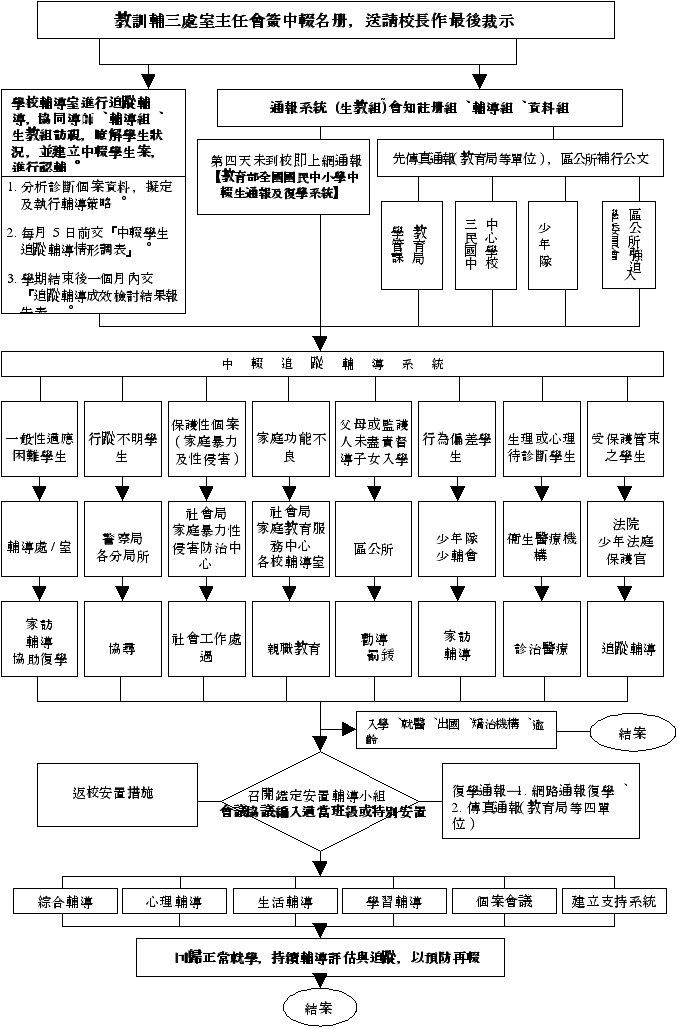 教訓輔三處室主任會簽中輟名册，送請校長作最後裁示
學校輔導室進行追蹤輔
導，協同導師、輔導組、
生教組訪視，瞭解學生狀
況，並建立中輟學生案，
進行認輔。
1. 分析診斷個案資料，擬定
及執行輔導策略。
2. 每月 5 日前交『中輟學生
追蹤輔導情形調表』。
3. 學期結束後一個月內交
『追蹤輔導成效檢討結果報
告表』。
通報系統（生教組）會知註册組、輔導組、資料組
第四天未到校即上網通報
【教育部全國國民中小學中
輟生通報及復學系統】
先傳真通報（教育局等單位），區公所補行公文
教育局
學管課
中心學校
三民國中
少年隊
區公所強迫入
學委員會
中輟追蹤輔導系統
一般性適應
困難學生
行蹤不明學
生
保護性個案
（家庭暴力
及性侵害）
家庭功能不
良
父母或監護
人未盡責督
導子女入學
行為偏差學
生
生理或心理
待診斷學生
受保護管束
之學生
輔導處 / 室
警察局
各分局所
社會局
家庭暴力性
侵害防治中
心
社會局
家庭教育服
務中心
各校輔導室
區公所
少年隊
少輔會
衛生醫療機
構
法院
少年法庭
保護官
家訪
輔導
協助復學
協尋
社會工作處
遇
親職教育
勸導
罰鍰
家訪
輔導
診治醫療
追蹤輔導
入學、就醫、出國、矯治機構、逾
齡
結案
返校安置措施
召開鑑定安置輔導小組
會議協議編入適當班級或特別安置
復學通報—1. 網路通報復學、
2. 傳真通報（教育局等四單
位）
綜合輔導
心理輔導
生活輔導
學習輔導
個案會議
建立支持系統
回歸正常就學，持續輔導評估與追蹤，以預防再輟
結案